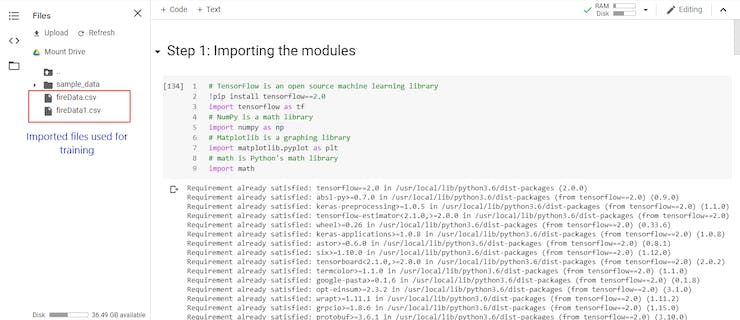 Files
Upload
Refresh
Mount Drive
..
sample_data
fireData.csv
fireData1.csv
Imported files used for
training
Disk
36.49 GB available
+ Code
+ Text
RAM
Disk
Editing
Step 1: Importing the modules
[134]
1 # TensorFlow is an open source machine learning library
2 !pip install tensorflow==2.0
3 import tensorflow as tf
4 # NumPy is a math library
5 import numpy as np
6 # Matplotlib is a graphing library
7 import matplotlib.pyplot as plt
8 # math is Python's math library
9 import math
Requirement already satisfied: tensorflow==2.0 in /usr/local/lib/python3.6/dist-packages (2.0.0)
Requirement already satisfied: absl-py>=0.7.0 in /usr/local/lib/python3.6/dist-packages (from tensorflow==2.0) (0.9.0)
Requirement already satisfied: keras-preprocessing>=1.0.5 in /usr/local/lib/python3.6/dist-packages (from tensorflow==2.0) (1.1.0)
Requirement already satisfied: tensorflow-estimator<2.1.0,>=2.0.0 in /usr/local/lib/python3.6/dist-packages (from tensorflow==2.0)
Requirement already satisfied: wheel>=0.26 in /usr/local/lib/python3.6/dist-packages (from tensorflow==2.0) (0.33.6)
Requirement already satisfied: keras-applications>=1.0.8 in /usr/local/lib/python3.6/dist-packages (from tensorflow==2.0) (1.0.8)
Requirement already satisfied: astor>=0.6.0 in /usr/local/lib/python3.6/dist-packages (from tensorflow==2.0) (0.8.1)
Requirement already satisfied: six>=1.10.0 in /usr/local/lib/python3.6/dist-packages (from tensorflow==2.0) (1.12.0)
Requirement already satisfied: tensorboard<2.1.0,>=2.0.0 in /usr/local/lib/python3.6/dist-packages (from tensorflow==2.0) (2.0.2)
Requirement already satisfied: termcolor>=1.1.0 in /usr/local/lib/python3.6/dist-packages (from tensorflow==2.0) (1.1.0)
Requirement already satisfied: google-pasta>=0.1.6 in /usr/local/lib/python3.6/dist-packages (from tensorflow==2.0) (0.1.8)
Requirement already satisfied: opt-einsum>=2.3.2 in /usr/local/lib/python3.6/dist-packages (from tensorflow==2.0) (3.1.0)
Requirement already satisfied: wrapt>=1.11.1 in /usr/local/lib/python3.6/dist-packages (from tensorflow==2.0) (1.11.2)
Requirement already satisfied: grpcio>=1.8.6 in /usr/local/lib/python3.6/dist-packages (from tensorflow==2.0) (1.15.0)
Requirement already satisfied: protobuf>=3.6.1 in /usr/local/lib/python3.6/dist-packages (from tensorflow==2.0) (3.10.0)